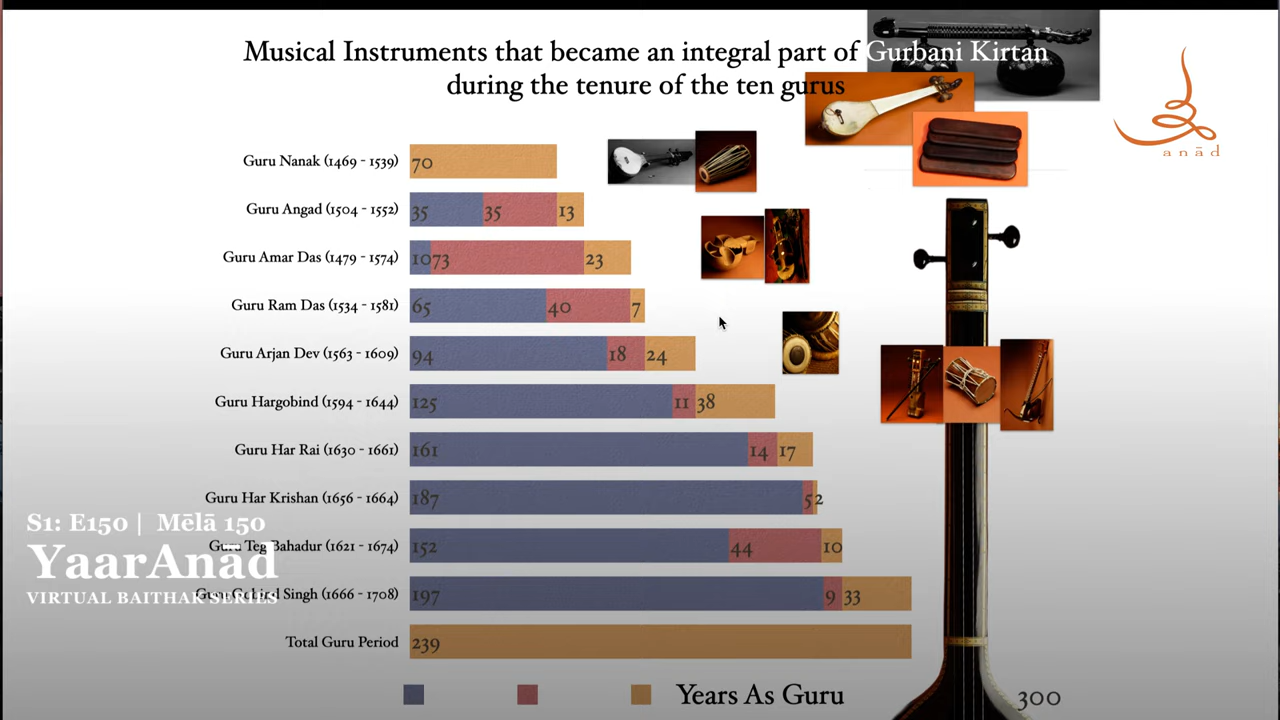 Musical Instruments that became an integral part of Gurbani Kirtan
during the tenure of the ten gurus
anād
Guru Nanak (1469 - 1539) 70
Guru Angad (1504 - 1552) 35 35 13
Guru Amar Das (1479 - 1574) 10 73 23
Guru Ram Das (1534 - 1581) 65 40 7
Guru Arjan Dev (1563 - 1609) 94 18 24
Guru Hargobind (1594 - 1644) 125 11 38
Guru Har Rai (1630 - 1661) 161 14 17
Guru Har Krishan (1656 - 1664) 187 5 2
Guru Teg Bahadur (1621 - 1674) 152 44 10
Guru Gobind Singh (1666 - 1708) 197 9 33
Total Guru Period 239
Years As Guru
300
S1: E150 | Mēlā 150
YaarAnād
VIRTUAL BAITHAK SERIES